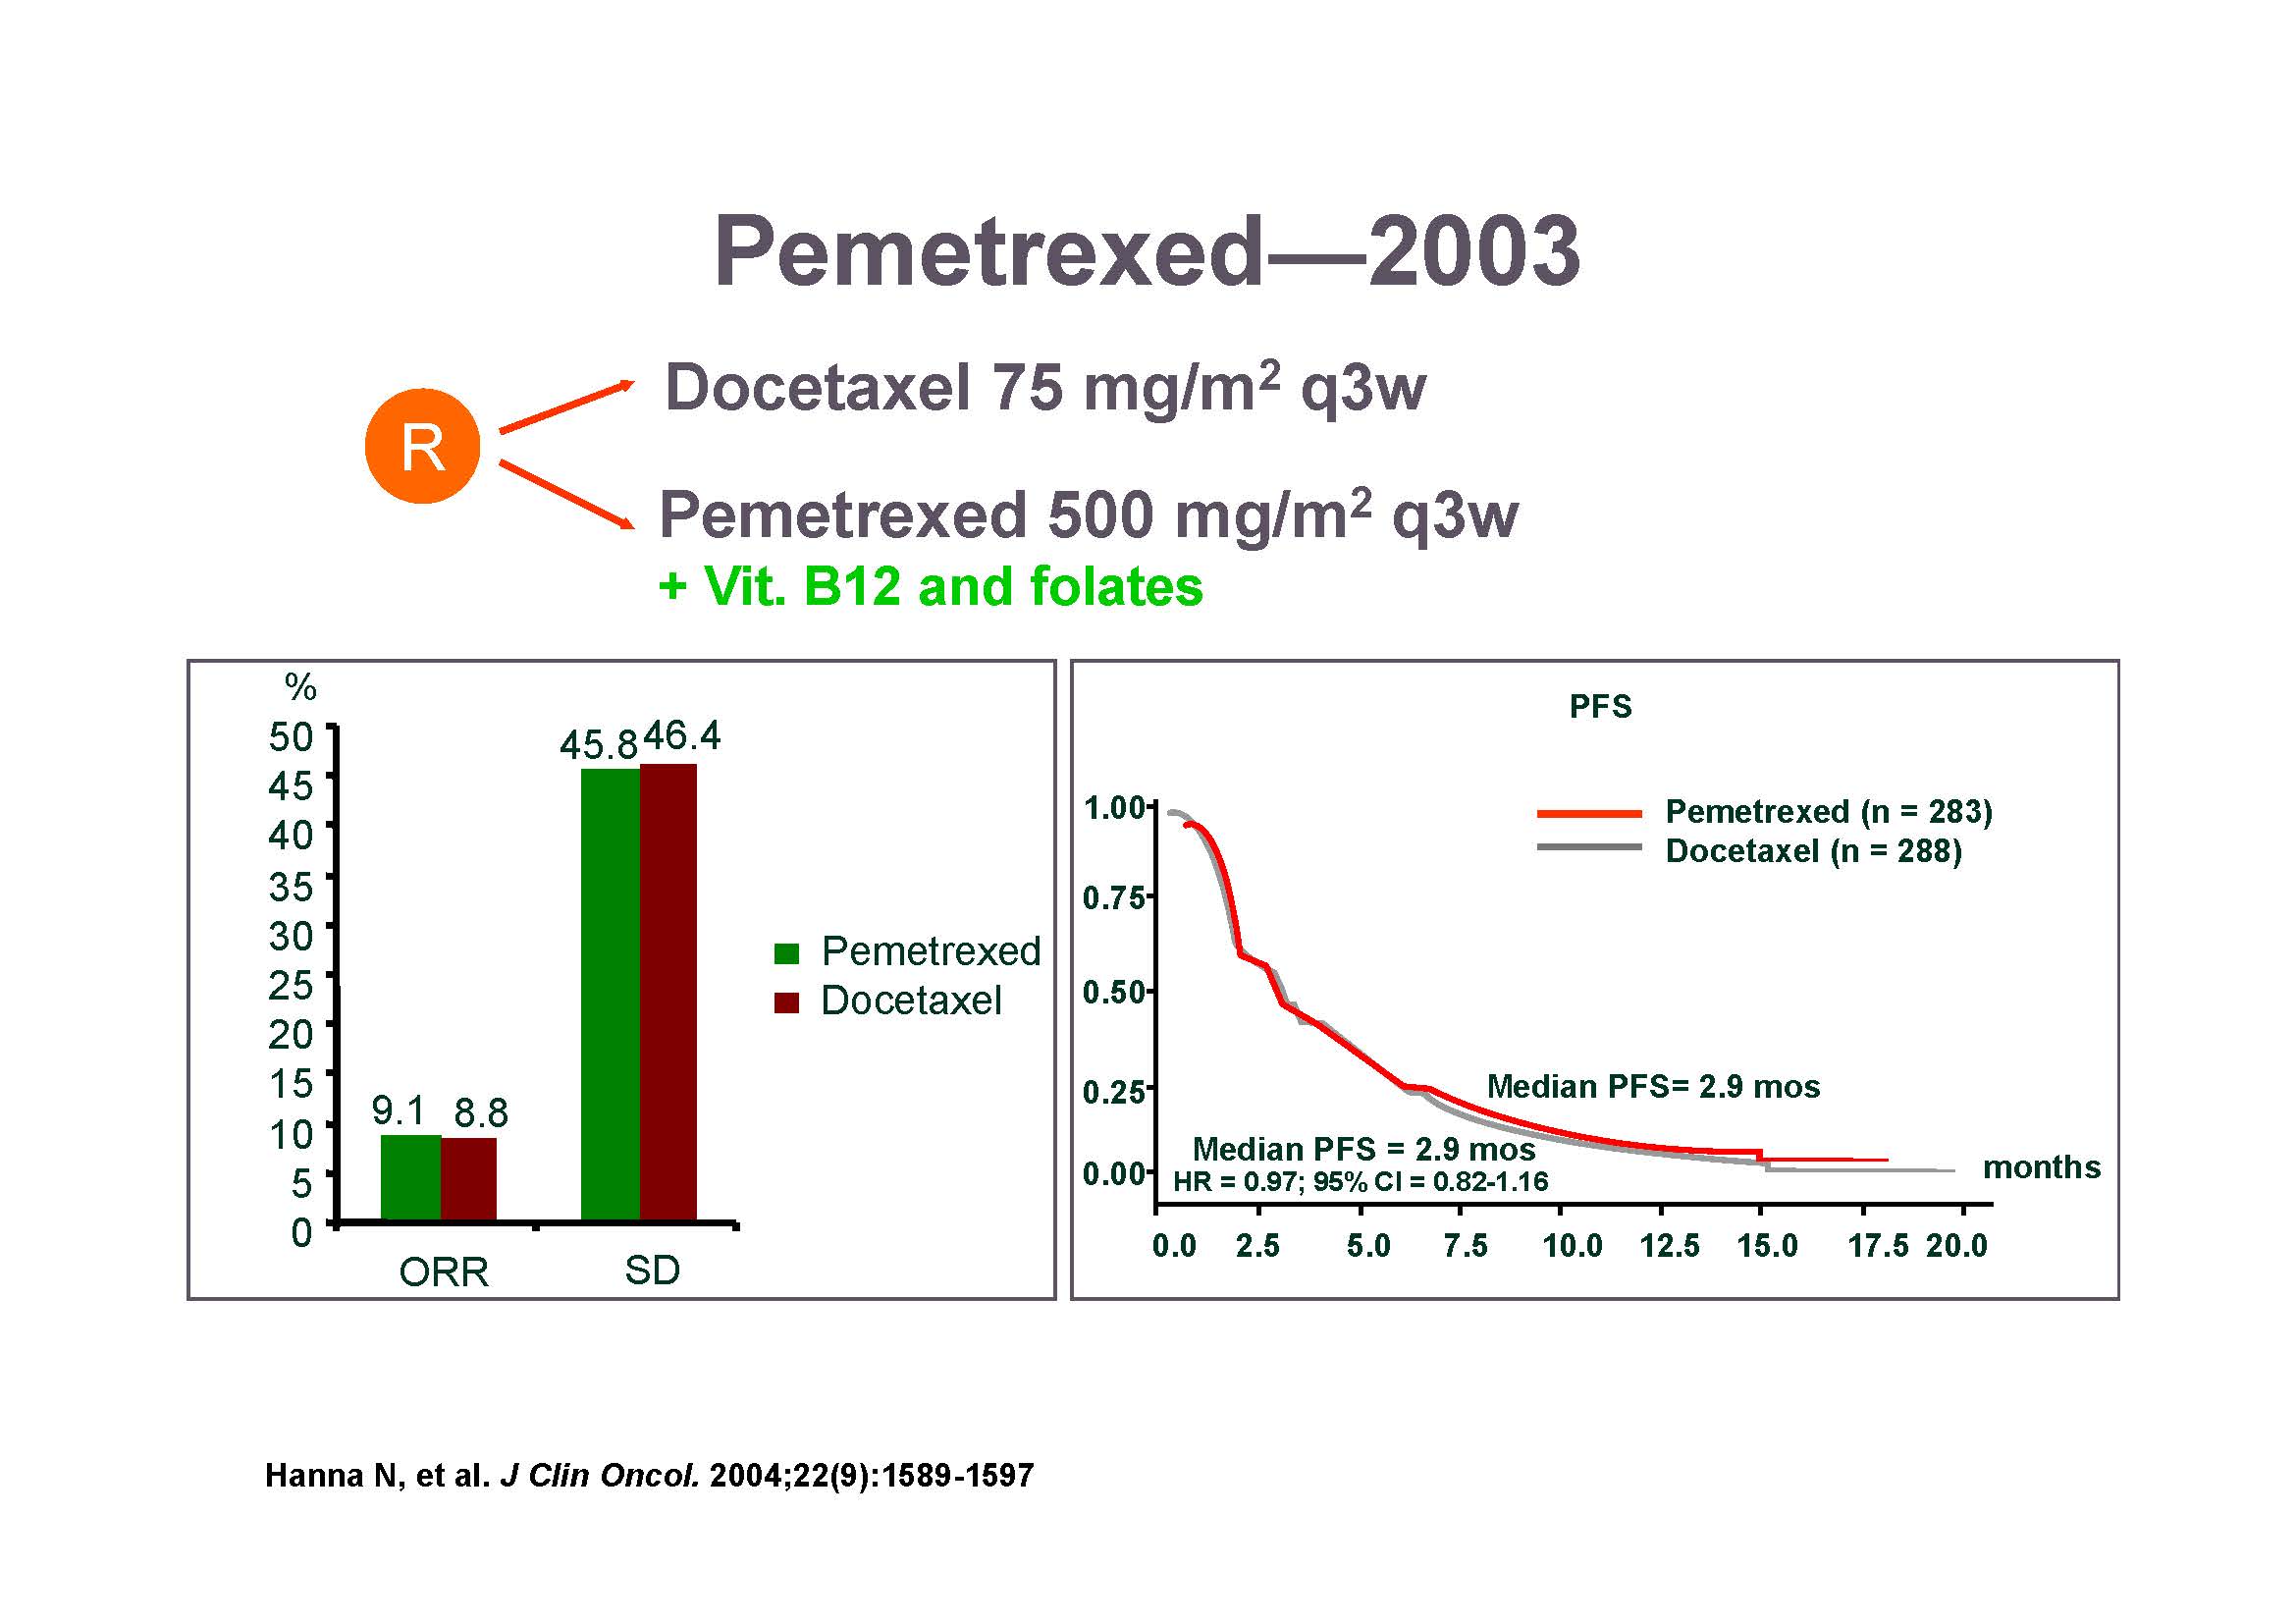 Pemetrexed—2003
Docetaxel 75 mg/m² q3w
R
Pemetrexed 500 mg/m² q3w
+ Vit. B12 and folates
%
50
45
40
35
30
25
20
15
10
5
0
45.8
46.4
9.1
8.8
ORR
SD
Pemetrexed
Docetaxel
PFS
Pemetrexed (n = 283)
Docetaxel (n = 288)
1.00
0.75
0.50
0.25
0.00
Median PFS= 2.9 mos
Median PFS = 2.9 mos
HR = 0.97; 95% CI = 0.82-1.16
months
0.0 2.5 5.0 7.5 10.0 12.5 15.0 17.5 20.0
Hanna N, et al. J Clin Oncol. 2004;22(9):1589-1597